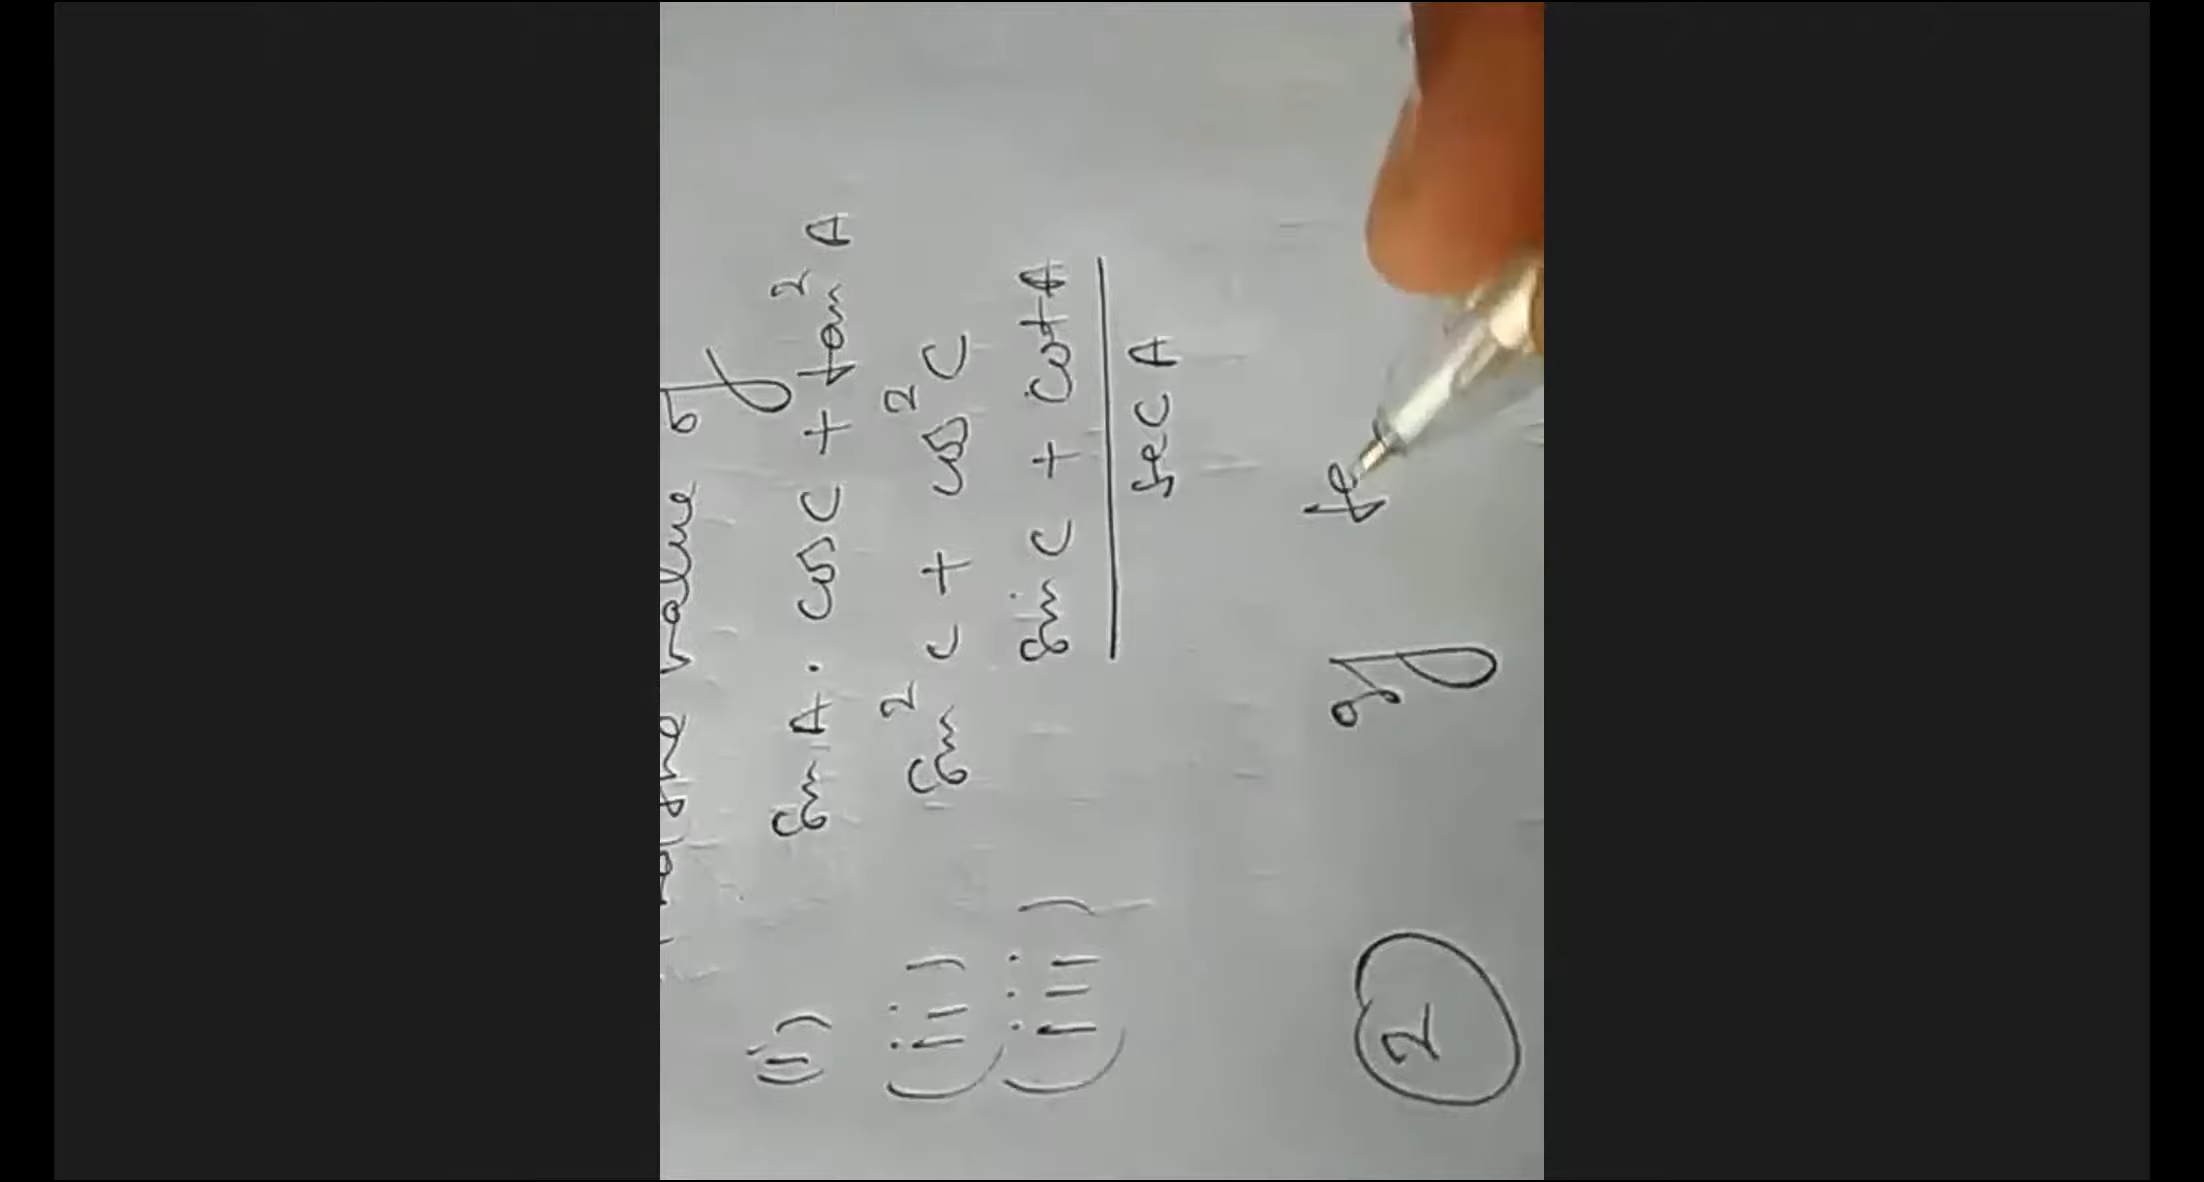 the value of
(i) Sin A . cos C + tan² A
(ii) Sin² C + cos² C
(iii) Sin C + cot A
sec A
2 If